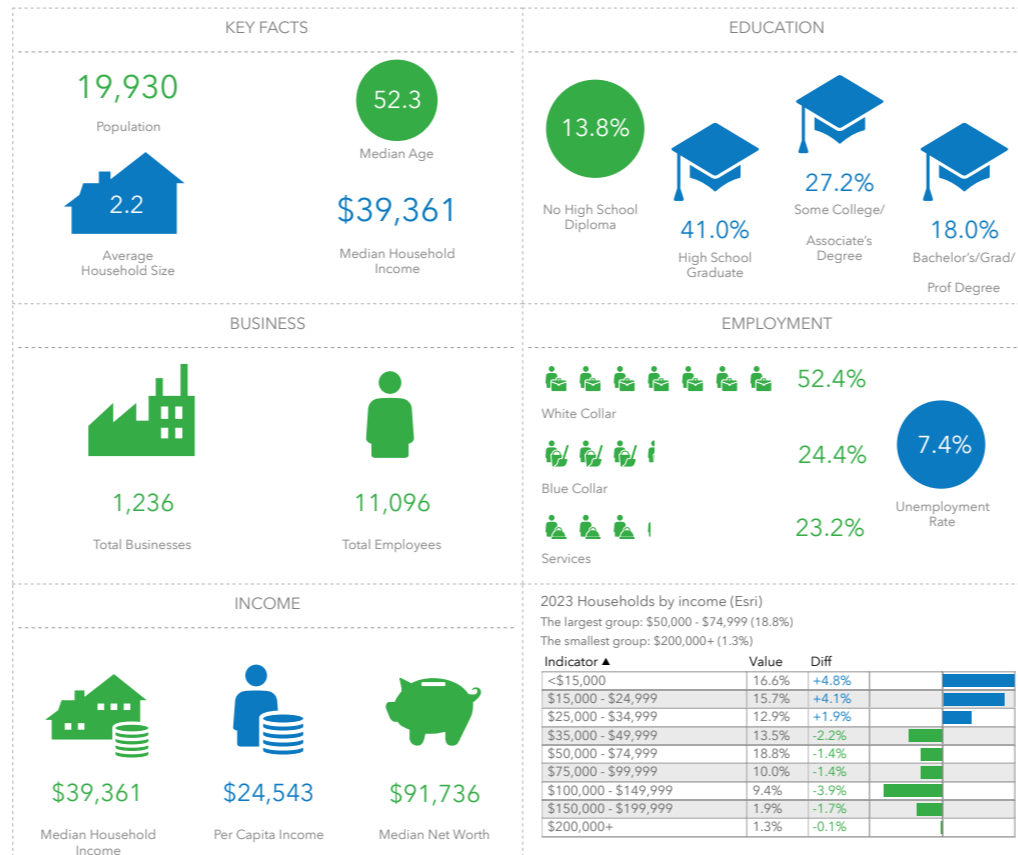 KEY FACTS
19,930
Population
52.3
Median Age
2.2
Average
Household Size
$39,361
Median Household
Income
EDUCATION
13.8%
No High School
Diploma
41.0%
High School
Graduate
27.2%
Some College/
Associate's
Degree
18.0%
Bachelor's/Grad/
Prof Degree
BUSINESS
1,236
Total Businesses
11,096
Total Employees
EMPLOYMENT
52.4%
White Collar
24.4%
Blue Collar
23.2%
Services
7.4%
Unemployment
Rate
INCOME
$39,361
Median Household
Income
$24,543
Per Capita Income
$91,736
Median Net Worth
2023 Households by income (Esri)
The largest group: $50,000 - $74,999 (18.8%)
The smallest group: $200,000+ (1.3%)
Indicator ▲ Value Diff
<$15,000 16.6% +4.8%
$15,000 - $24,999 15.7% +4.1%
$25,000 - $34,999 12.9% +1.9%
$35,000 - $49,999 13.5% -2.2%
$50,000 - $74,999 18.8% -1.4%
$75,000 - $99,999 10.0% -1.4%
$100,000 - $149,999 9.4% -3.9%
$150,000 - $199,999 1.9% -1.7%
$200,000+ 1.3% -0.1%